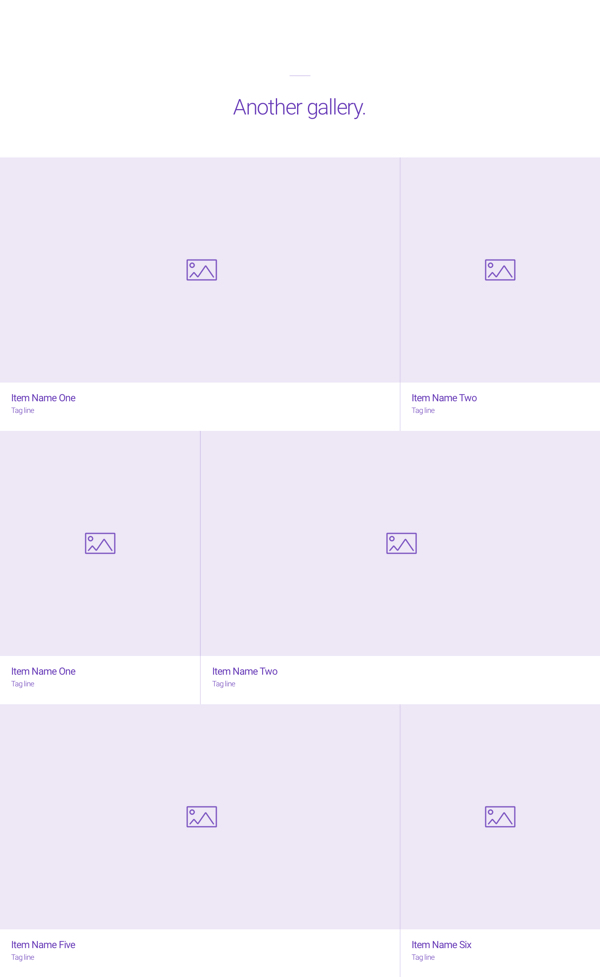 Another gallery.
Item Name One
Tag line
Item Name Two
Tag line
Item Name One
Tag line
Item Name Two
Tag line
Item Name Five
Tag line
Item Name Six
Tag line